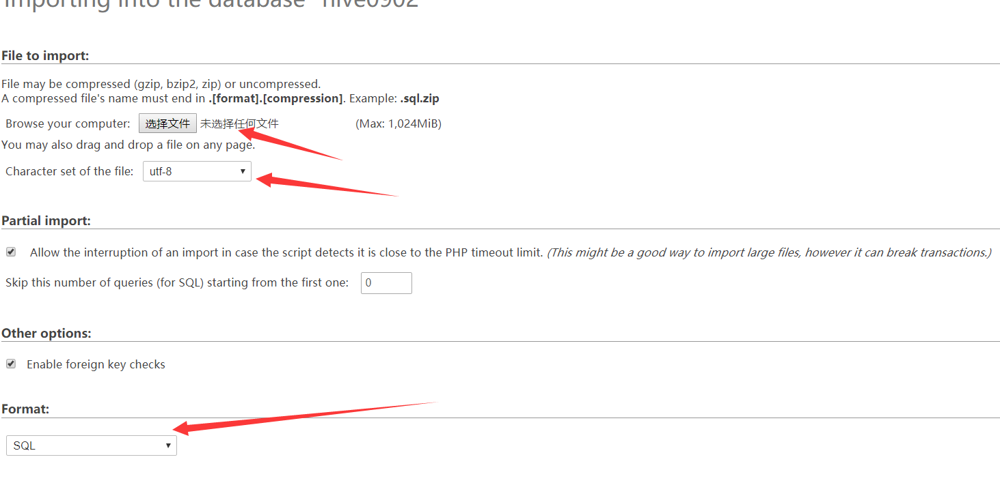 Importing into the database "hive0902"
File to import:
File may be compressed (gzip, bzip2, zip) or uncompressed.
A compressed file's name must end in .[format].[compression]. Example: .sql.zip
Browse your computer: 选择文件 未选择任何文件 (Max: 1,024MiB)
You may also drag and drop a file on any page.
Character set of the file: utf-8
Partial import:
Allow the interruption of an import in case the script detects it is close to the PHP timeout limit. (This might be a good way to import large files, however it can break transactions.)
Skip this number of queries (for SQL) starting from the first one: 0
Other options:
Enable foreign key checks
Format:
SQL